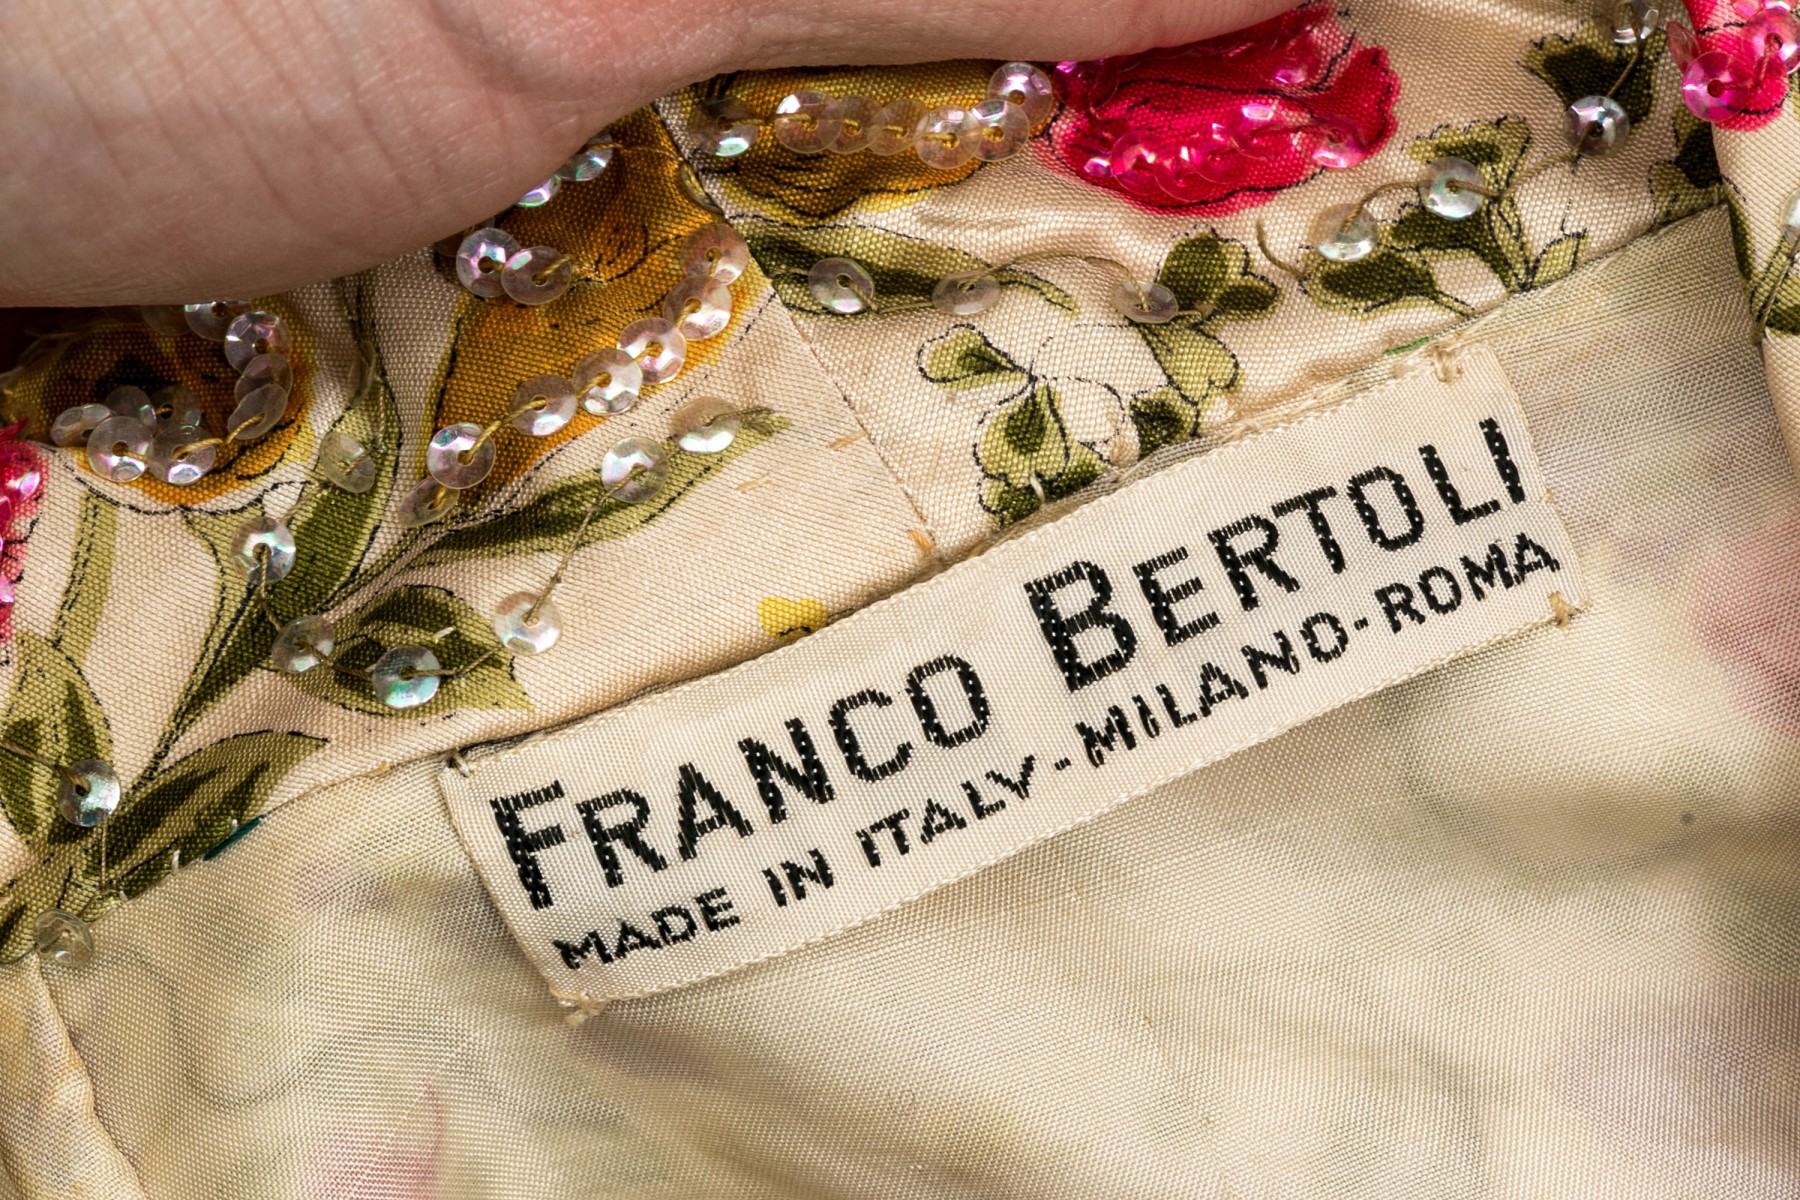 FRANCO BERTOLI
MADE IN ITALY-MILANO-ROMA